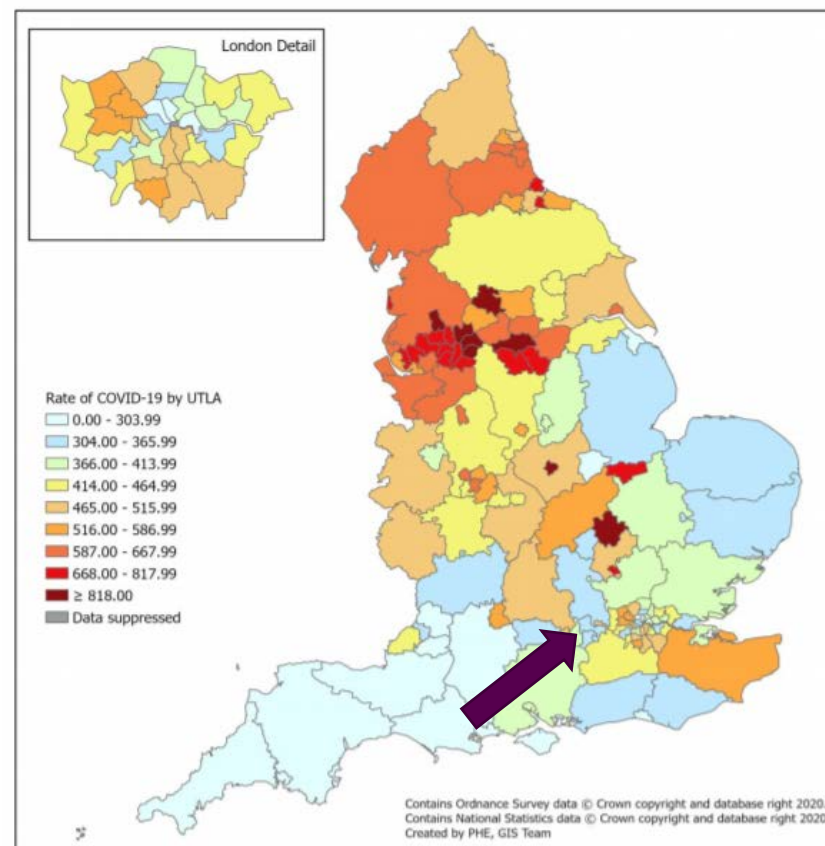 London Detail
Rate of COVID-19 by UTLA
0.00 - 303.99
304.00 - 365.99
366.00 - 413.99
414.00 - 464.99
465.00 - 515.99
516.00 - 586.99
587.00 - 667.99
668.00 - 817.99
≥ 818.00
Data suppressed
Contains Ordnance Survey data © Crown copyright and database right 2020.
Contains National Statistics data © Crown copyright and database right 2020
Created by PHE, GIS Team